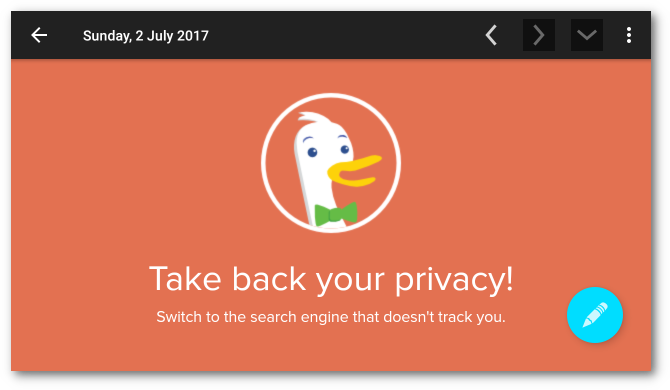 Sunday, 2 July 2017
Take back your privacy!
Switch to the search engine that doesn't track you.